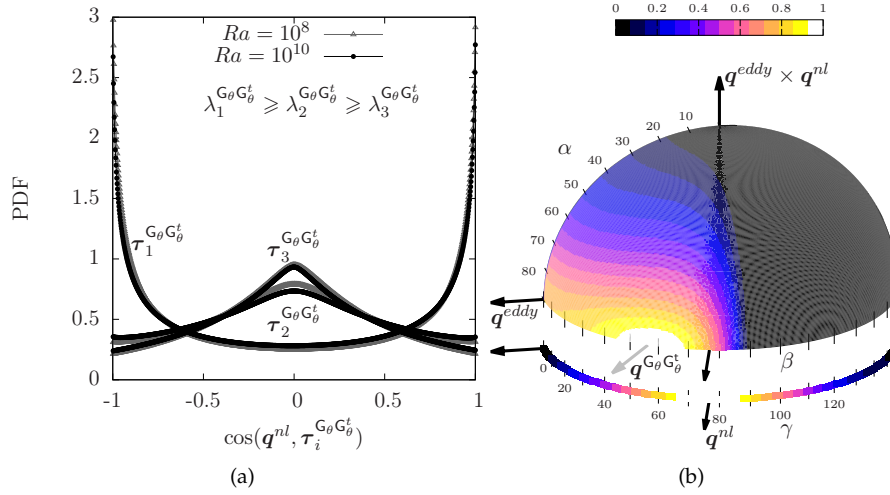 3
2.5
2
1.5
1
0.5
0
PDF
Ra = 10^8
Ra = 10^10
λ_1^{G_θG_θ^t} ⩾ λ_2^{G_θG_θ^t} ⩾ λ_3^{G_θG_θ^t}
τ_1^{G_θG_θ^t}
τ_3^{G_θG_θ^t}
τ_2^{G_θG_θ^t}
-1 -0.5 0 0.5 1
cos(q^{nl}, τ_i^{G_θG_θ^t})
(a)
0 0.2 0.4 0.6 0.8 1
q^{eddy} × q^{nl}
α
10
20
30
40
50
60
70
80
q^{eddy}
q^{G_θG_θ^t}
β
0
20
40
60
80
100
120
q^{nl}
γ
(b)